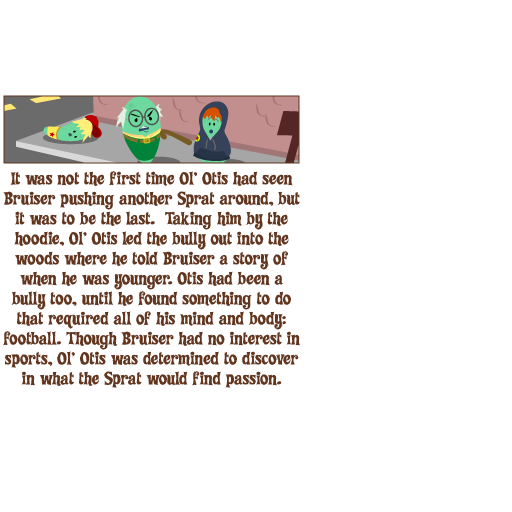 It was not the first time Ol' Otis had seen
Bruiser pushing another Sprat around, but
it was to be the last.  Taking him by the
hoodie, Ol' Otis led the bully out into the
woods where he told Bruiser a story of
when he was younger. Otis had been a
bully too, until he found something to do
that required all of his mind and body:
football. Though Bruiser had no interest in
sports, Ol' Otis was determined to discover
in what the Sprat would find passion.